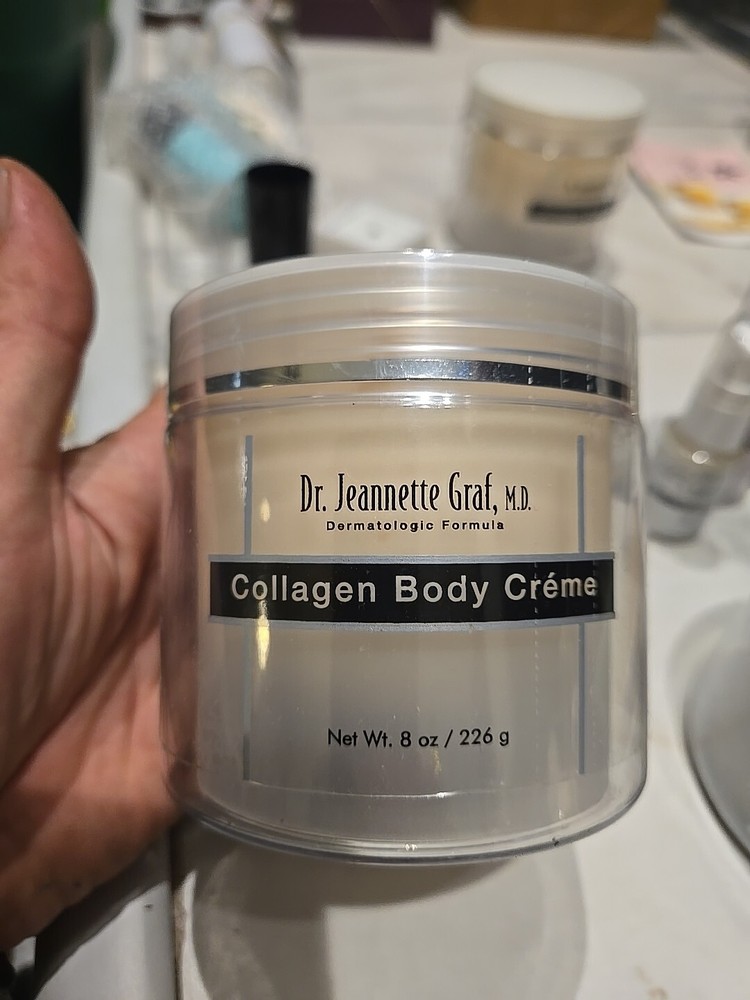 Dr. Jeannette Graf, M.D.
Dermatologic Formula
Collagen Body Créme
Net Wt. 8 oz / 226 g